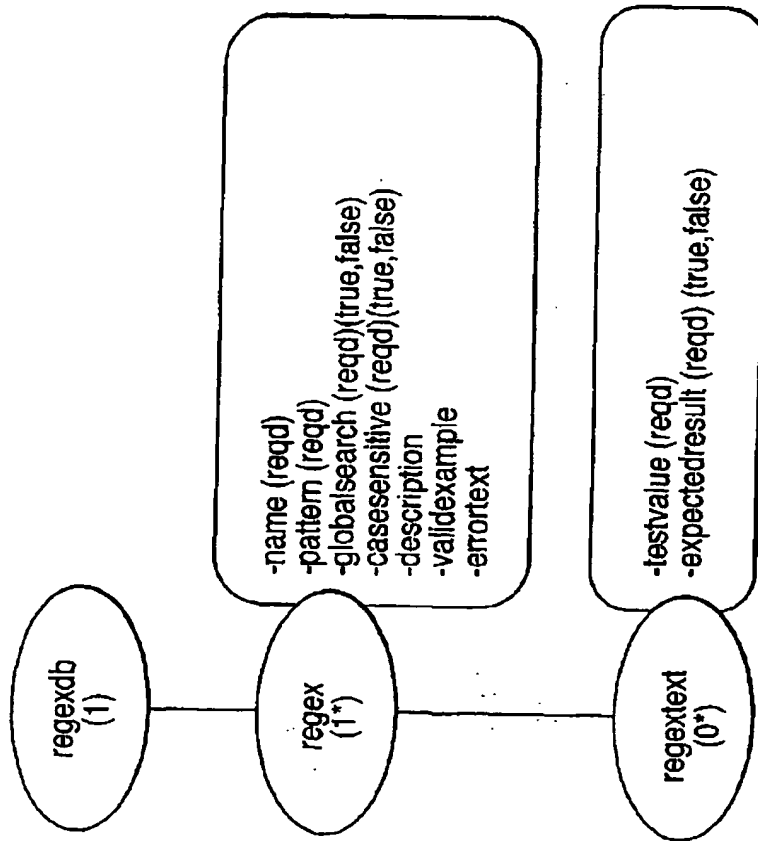 regexdb
(1)
regex
(1*)
-name (reqd)
-pattern (reqd)
-globalsearch (reqd)(true,false)
-casesensitive (reqd)(true,false)
-description
-validexample
-errortext
regextext
(0*)
-testvalue (reqd)
-expectedresult (reqd) (true,false)